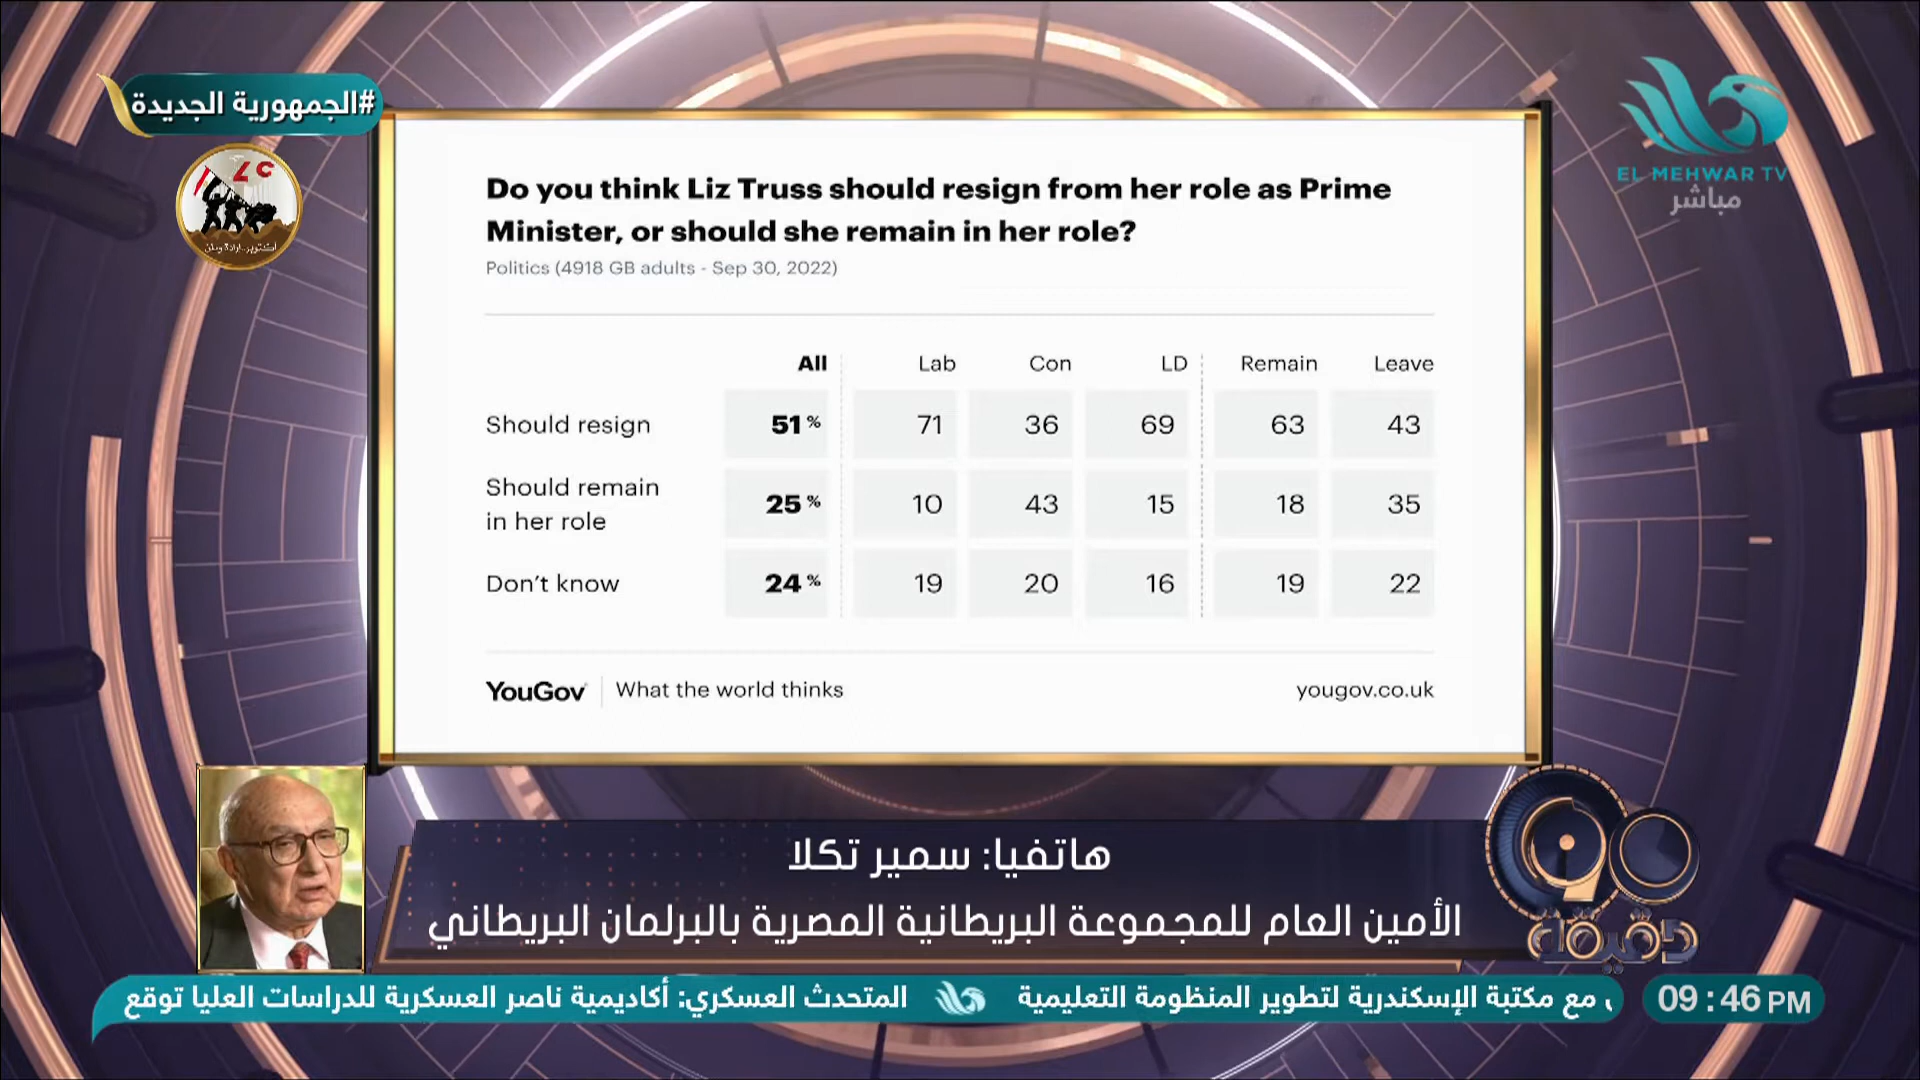 #الجمهورية الجديدة
أكتوبر..إرادة وطن
EL MEHWAR TV
مباشر
Do you think Liz Truss should resign from her role as Prime
Minister, or should she remain in her role?
Politics (4918 GB adults - Sep 30, 2022)
All Lab Con LD Remain Leave
Should resign 51 % 71 36 69 63 43
Should remain
in her role 25 % 10 43 15 18 35
Don't know 24 % 19 20 16 19 22
YouGov What the world thinks yougov.co.uk
هاتفيا: سمير تكلا
الأمين العام للمجموعة البريطانية المصرية بالبرلمان البريطاني
90
دقيقة
مع مكتبة الإسكندرية لتطوير المنظومة التعليمية
المتحدث العسكري: أكاديمية ناصر العسكرية للدراسات العليا توقع
09 : 46 PM